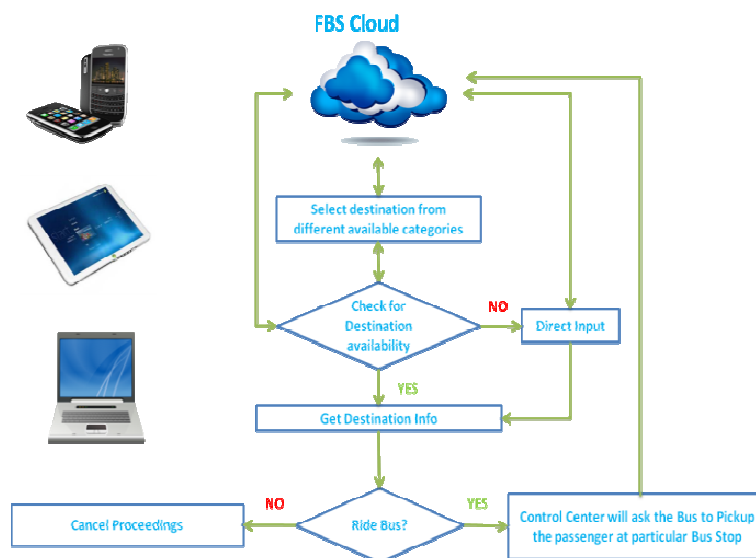 FBS Cloud
Select destination from
different available categories
Check for
Destination
availability
NO
Direct Input
YES
Get Destination Info
NO
YES
Cancel Proceedings
Ride Bus?
Control Center will ask the Bus to Pickup
the passenger at particular Bus Stop